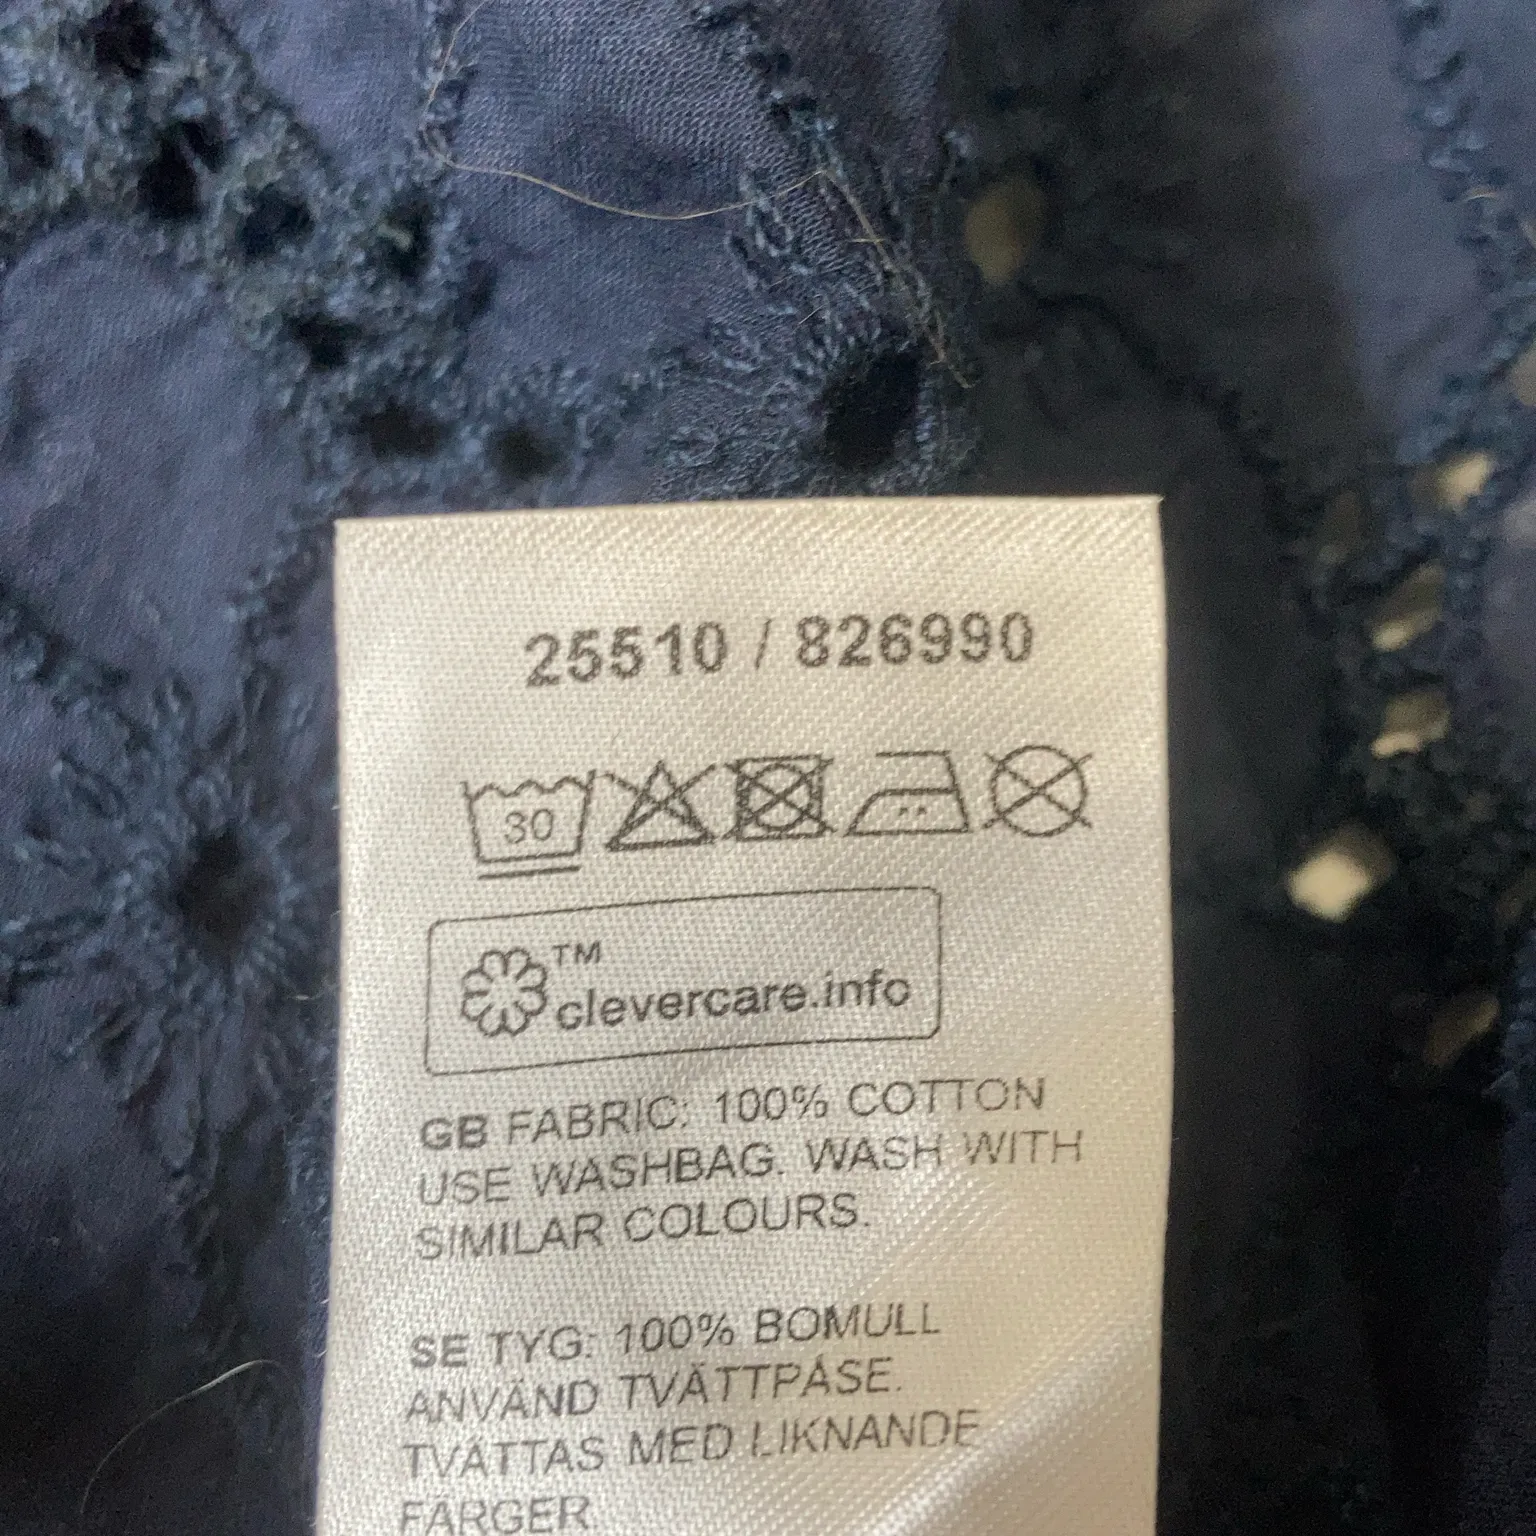 25510 / 826990
30
TM
clevercare.info
GB FABRIC: 100% COTTON
USE WASHBAG. WASH WITH
SIMILAR COLOURS.
SE TYG: 100% BOMULL
ANVÄND TVÄTTPÅSE.
TVÄTTAS MED LIKNANDE
FÄRGER